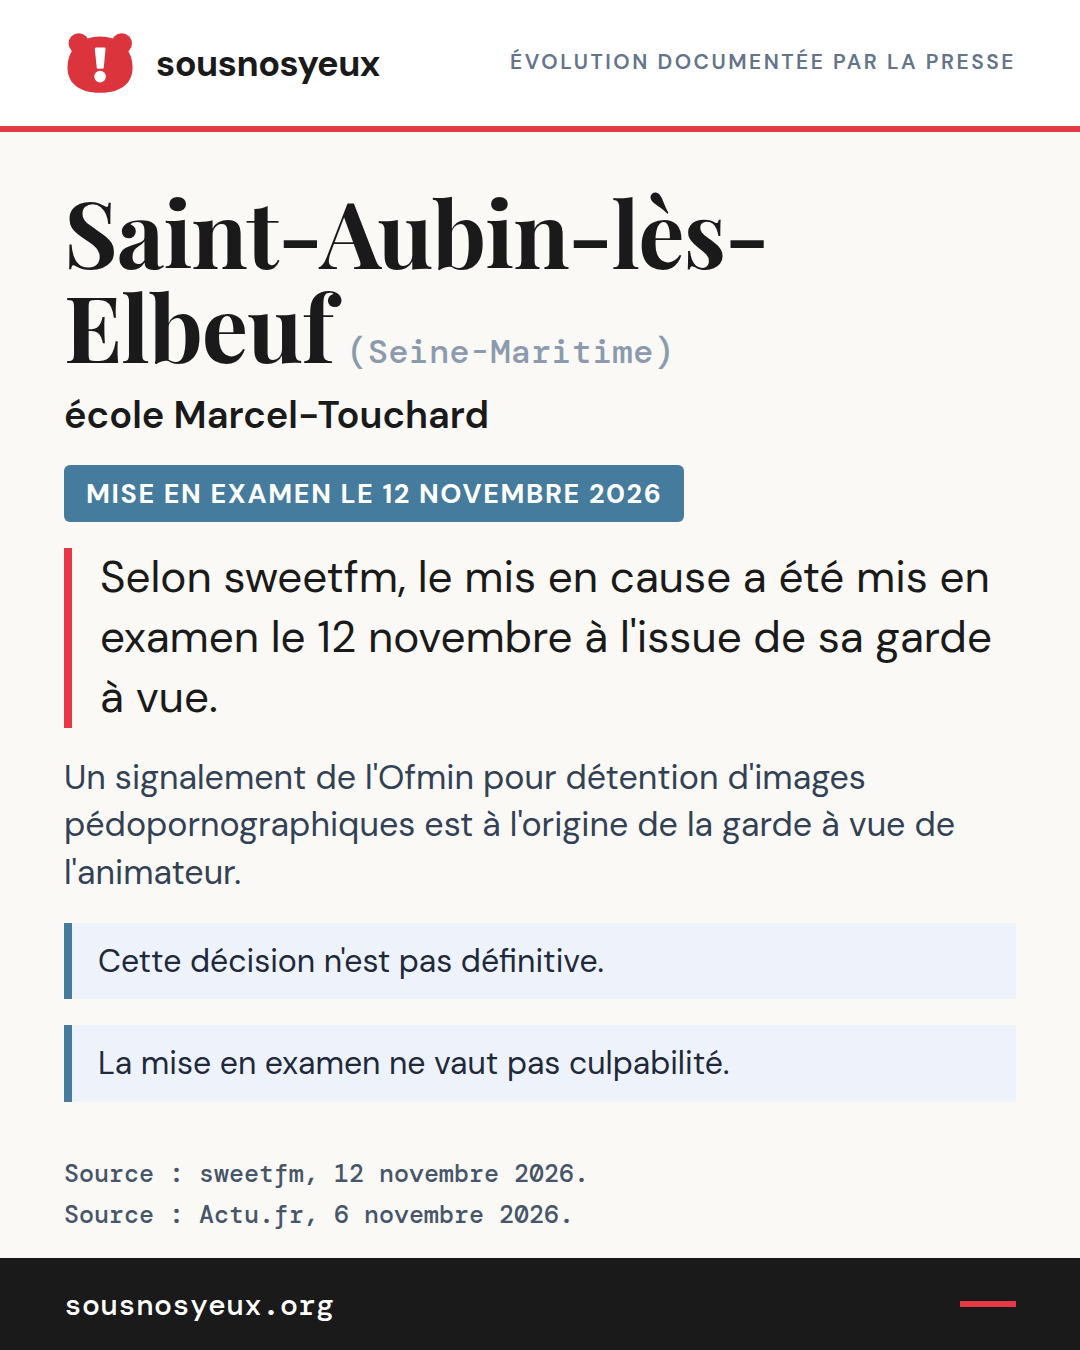 sousnosyeux
ÉVOLUTION DOCUMENTÉE PAR LA PRESSE
Saint-Aubin-lès-
Elbeuf (Seine-Maritime)
école Marcel-Touchard
MISE EN EXAMEN LE 12 NOVEMBRE 2026
Selon sweetfm, le mis en cause a été mis en
examen le 12 novembre à l'issue de sa garde
à vue.
Un signalement de l'Ofmin pour détention d'images
pédopornographiques est à l'origine de la garde à vue de
l'animateur.
Cette décision n'est pas définitive.
La mise en examen ne vaut pas culpabilité.
Source : sweetfm, 12 novembre 2026.
Source : Actu.fr, 6 novembre 2026.
sousnosyeux.org